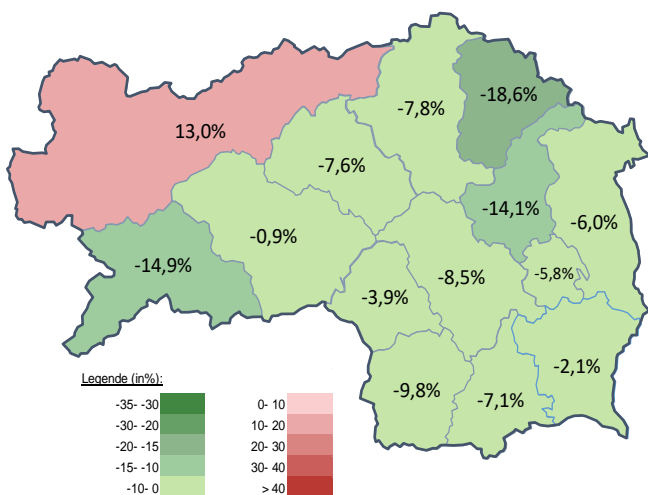 -18,6%
-7,8%
13,0%
-7,6%
-14,1%
-6,0%
-0,9%
-14,9%
-8,5%
-5,8%
-3,9%
-2,1%
-9,8%
-7,1%
Legende (in%):
-35- -30 0- 10
-30- -20 10- 20
-20- -15 20- 30
-15- -10 30- 40
-10- 0 > 40